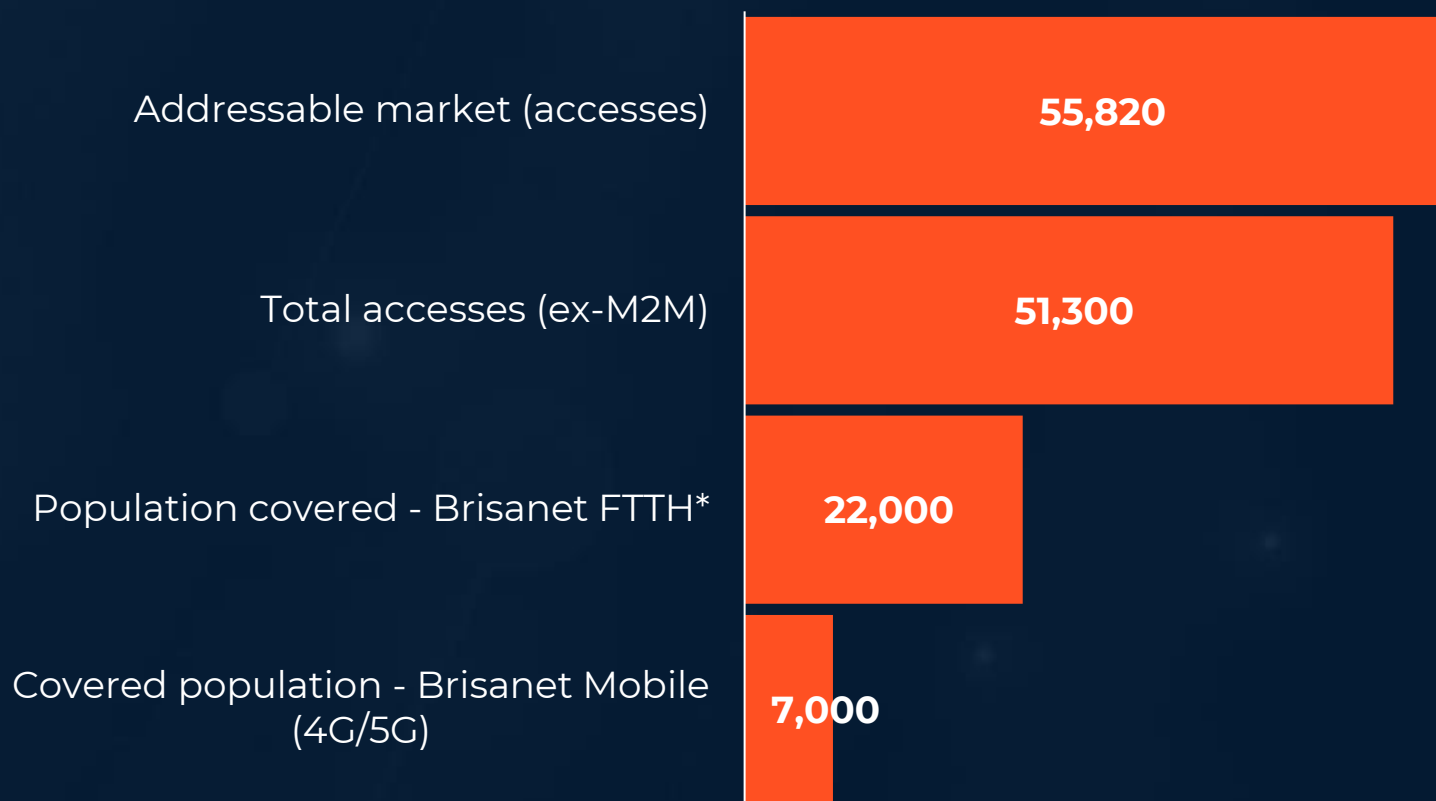 Addressable market (accesses)
55,820
Total accesses (ex-M2M)
51,300
Population covered - Brisanet FTTH*
22,000
Covered population - Brisanet Mobile
(4G/5G)
7,000